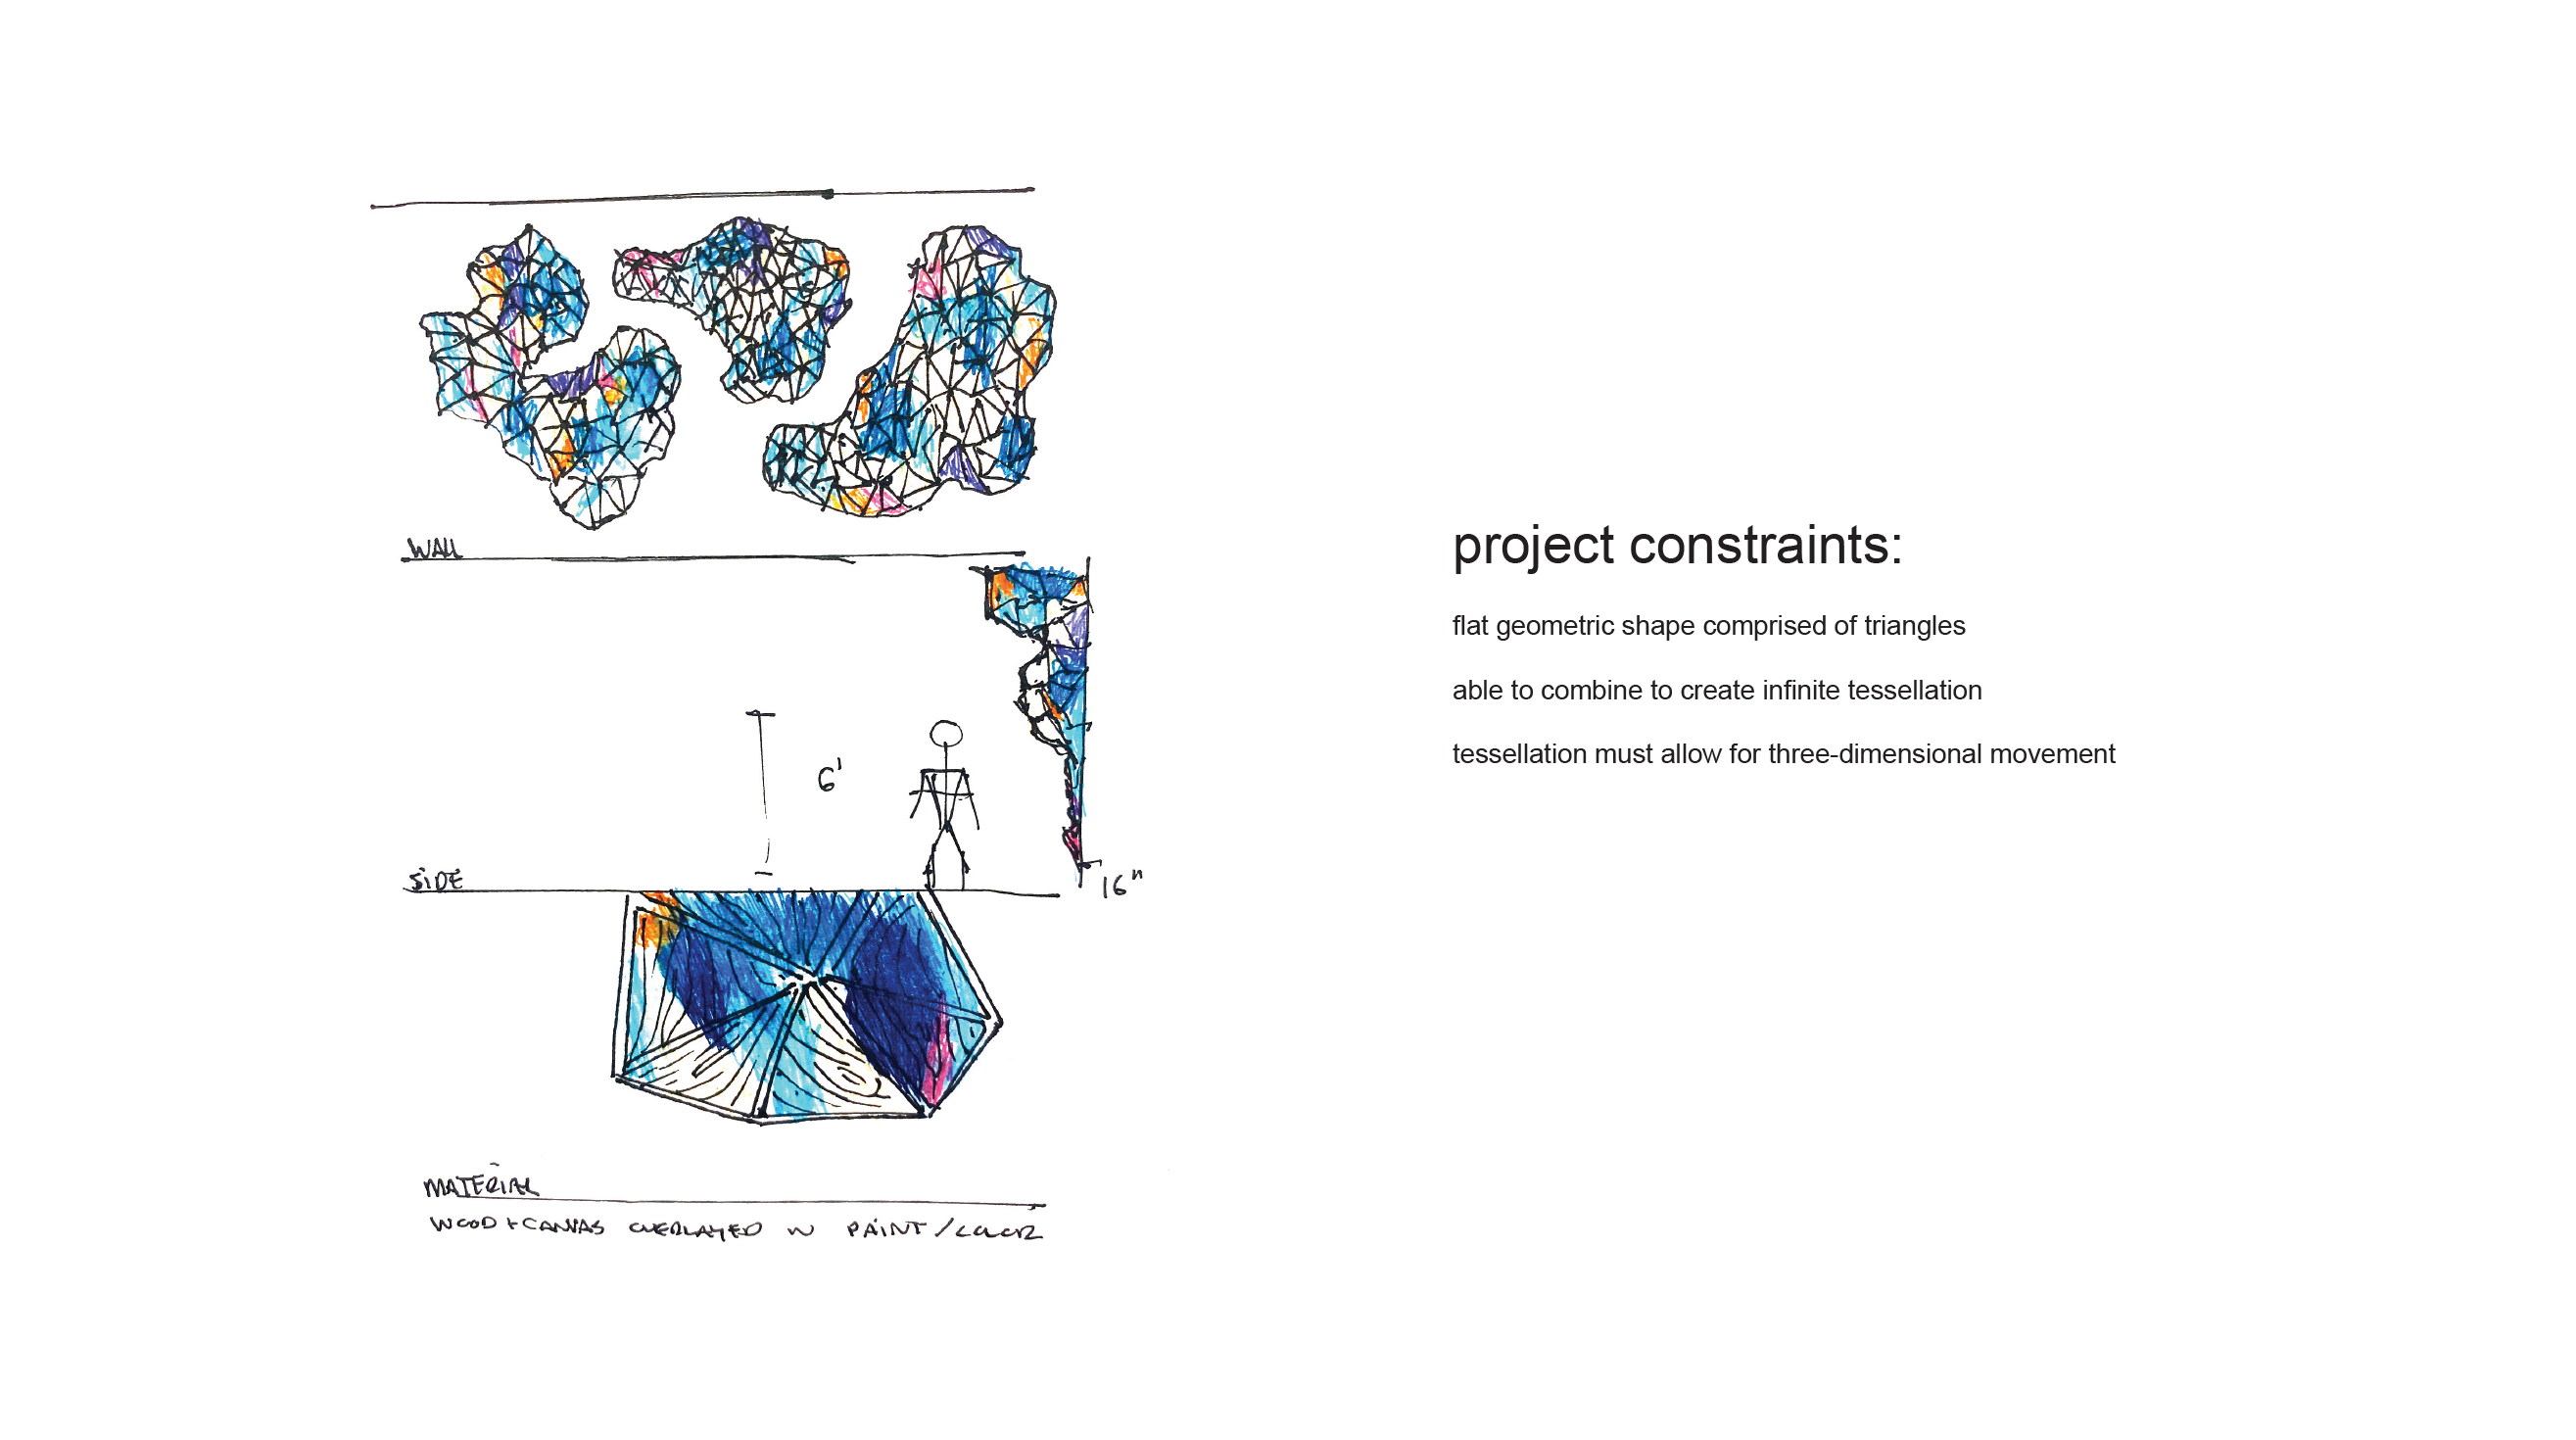 WALL
6'
SIDE
16"
MATERIAL
WOOD + CANVAS OVERLAYED W PAINT / COLOR
project constraints:
flat geometric shape comprised of triangles
able to combine to create infinite tessellation
tessellation must allow for three-dimensional movement